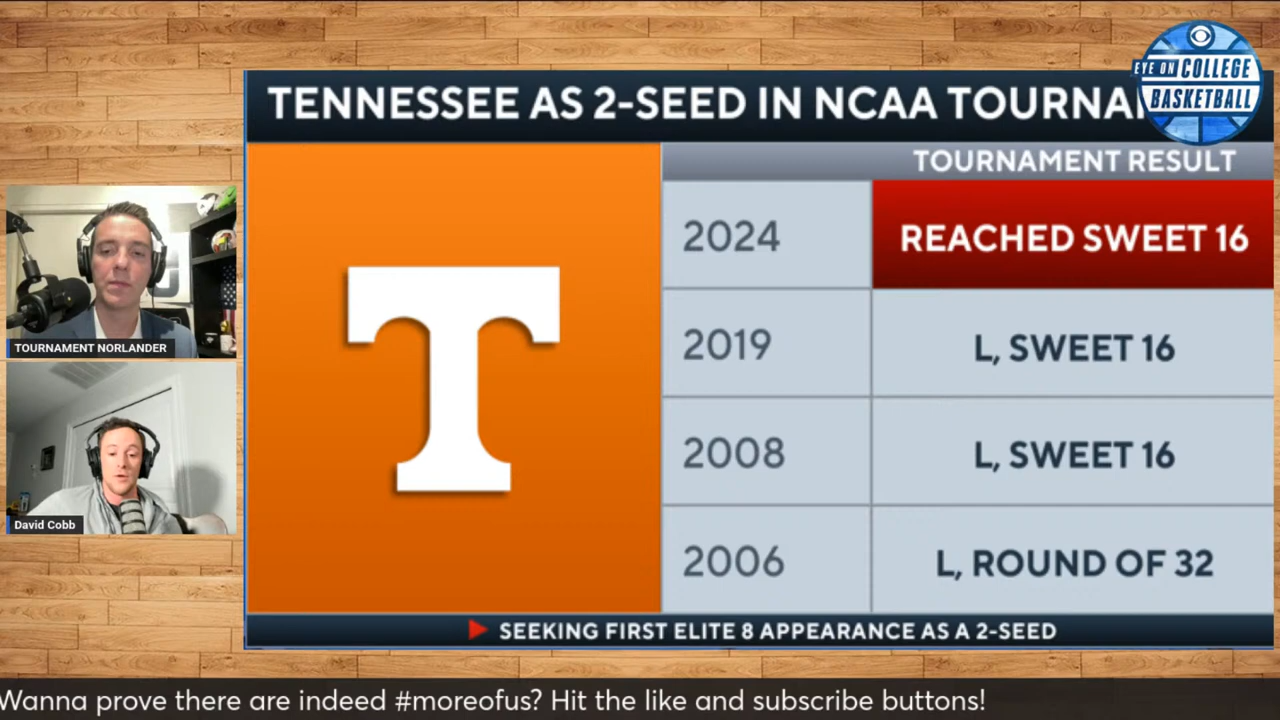 TENNESSEE AS 2-SEED IN NCAA
EYE ON COLLEGE
BASKETBALL
TOURNAMENT RESULT
2024 REACHED SWEET 16
2019 L, SWEET 16
2008 L, SWEET 16
2006 L, ROUND OF 32
T
TOURNAMENT NORLANDER
David Cobb
SEEKING FIRST ELITE 8 APPEARANCE AS A 2-SEED
Wanna prove there are indeed #moreofus? Hit the like and subscribe buttons!